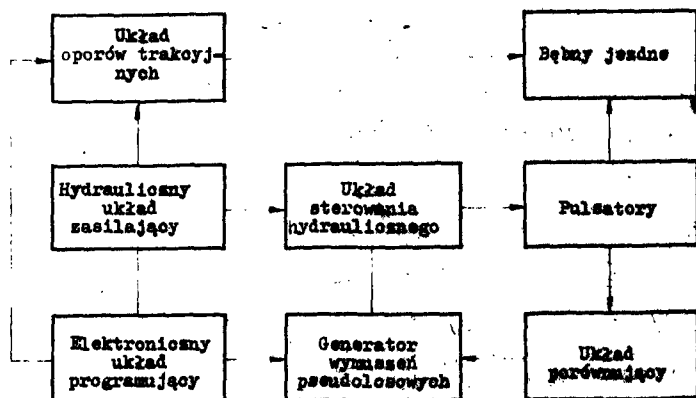 Układ
oporów trakcyj-
nych
Bębny jezdne
Hydrauliczny
układ
zasilający
Układ
sterowania
hydraulicznego
Pulsatory
Elektroniczny
układ
programujący
Generator
wymuszeń
pseudolosowych
Układ
porównujący